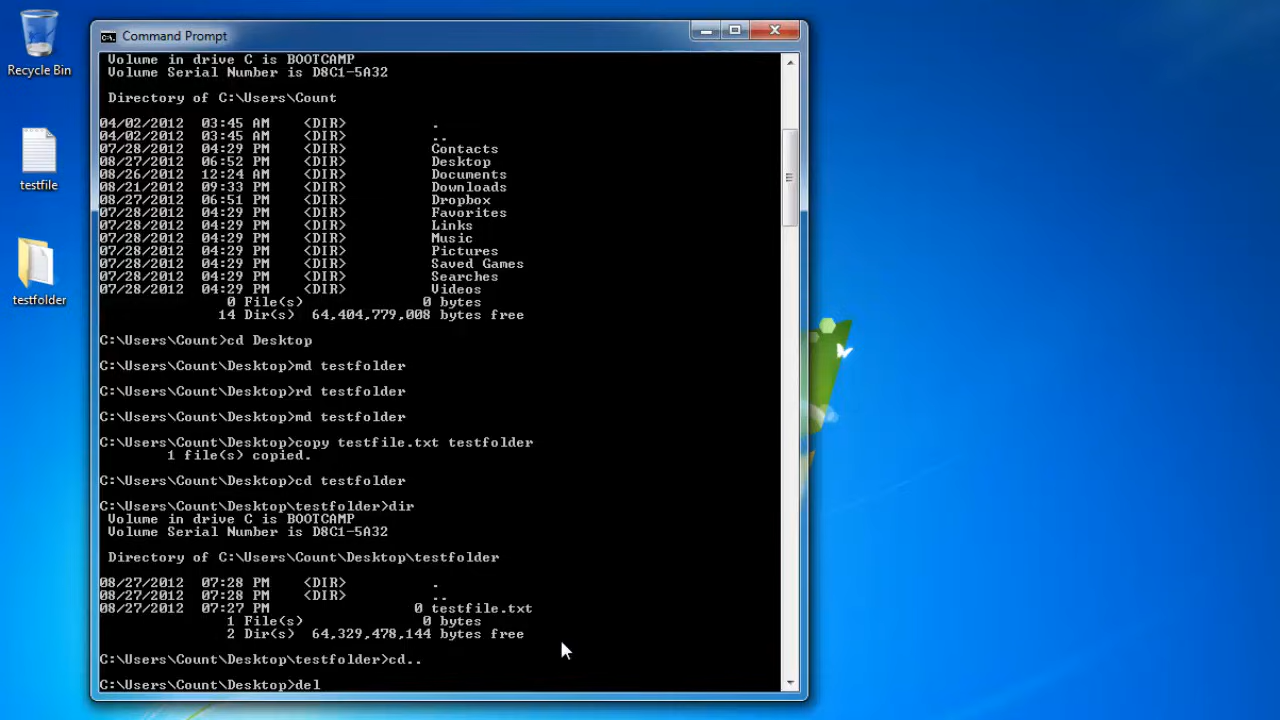 Recycle Bin
testfile
testfolder
Command Prompt
Volume in drive C is BOOTCAMP
Volume Serial Number is D8C1-5A32
Directory of C:\Users\Count
04/02/2012 03:45 AM <DIR> .
04/02/2012 03:45 AM <DIR> ..
07/28/2012 04:29 PM <DIR> Contacts
08/27/2012 06:52 PM <DIR> Desktop
08/26/2012 12:24 AM <DIR> Documents
08/21/2012 09:33 PM <DIR> Downloads
08/27/2012 06:51 PM <DIR> Dropbox
07/28/2012 04:29 PM <DIR> Favorites
07/28/2012 04:29 PM <DIR> Links
07/28/2012 04:29 PM <DIR> Music
07/28/2012 04:29 PM <DIR> Pictures
07/28/2012 04:29 PM <DIR> Saved Games
07/28/2012 04:29 PM <DIR> Searches
07/28/2012 04:29 PM <DIR> Videos
0 File(s) 0 bytes
14 Dir(s) 64,404,779,008 bytes free
C:\Users\Count>cd Desktop
C:\Users\Count\Desktop>md testfolder
C:\Users\Count\Desktop>rd testfolder
C:\Users\Count\Desktop>md testfolder
C:\Users\Count\Desktop>copy testfile.txt testfolder
1 file(s) copied.
C:\Users\Count\Desktop>cd testfolder
C:\Users\Count\Desktop\testfolder>dir
Volume in drive C is BOOTCAMP
Volume Serial Number is D8C1-5A32
Directory of C:\Users\Count\Desktop\testfolder
08/27/2012 07:28 PM <DIR> .
08/27/2012 07:28 PM <DIR> ..
08/27/2012 07:27 PM 0 testfile.txt
1 File(s) 0 bytes
2 Dir(s) 64,329,478,144 bytes free
C:\Users\Count\Desktop\testfolder>cd..
C:\Users\Count\Desktop>del